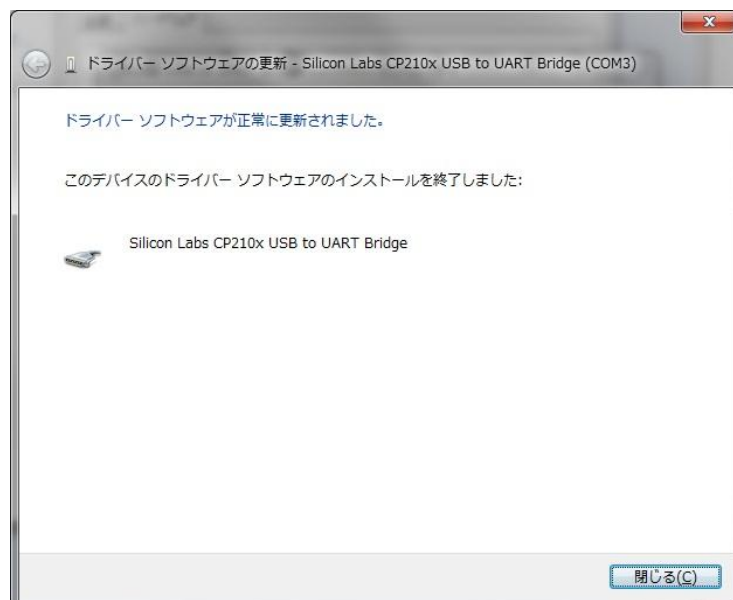 ドライバー ソフトウェアの更新 - Silicon Labs CP210x USB to UART Bridge (COM3)
ドライバー ソフトウェアが正常に更新されました。
このデバイスのドライバー ソフトウェアのインストールを終了しました:
Silicon Labs CP210x USB to UART Bridge
閉じる(C)